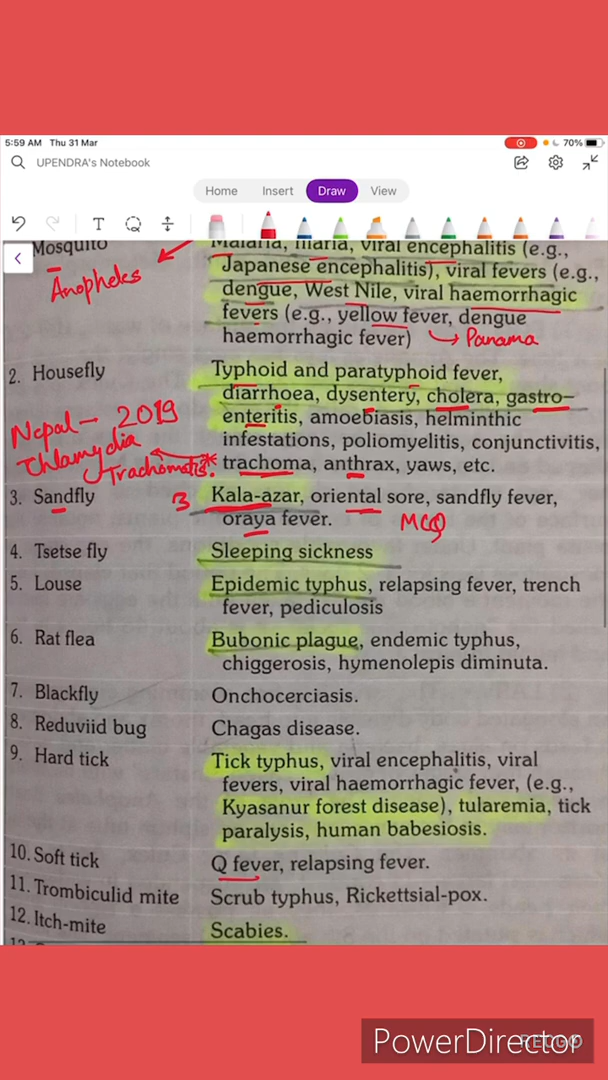 5:59 AM Thu 31 Mar
70%
UPENDRA's Notebook
Home Insert Draw View
Mosquito Malaria, filaria, viral encephalitis (e.g.,
Anopheles Japanese encephalitis), viral fevers (e.g.,
dengue, West Nile, viral haemorrhagic
fevers (e.g., yellow fever, dengue
haemorrhagic fever) Panama
2. Housefly Typhoid and paratyphoid fever,
diarrhoea, dysentery, cholera, gastro-
Nepal - 2019 enteritis, amoebiasis, helminthic
Chlamydia infestations, poliomyelitis, conjunctivitis,
Trachomatis. * trachoma, anthrax, yaws, etc.
3. Sandfly 3 Kala-azar, oriental sore, sandfly fever,
oraya fever. MCQ
4. Tsetse fly Sleeping sickness
5. Louse Epidemic typhus, relapsing fever, trench
fever, pediculosis
6. Rat flea Bubonic plague, endemic typhus,
chiggerosis, hymenolepis diminuta.
7. Blackfly Onchocerciasis.
8. Reduviid bug Chagas disease.
9. Hard tick Tick typhus, viral encephalitis, viral
fevers, viral haemorrhagic fever, (e.g.,
Kyasanur forest disease), tularemia, tick
paralysis, human babesiosis.
10. Soft tick Q fever, relapsing fever.
11. Trombiculid mite Scrub typhus, Rickettsial-pox.
12. Itch-mite Scabies.
PowerDirector